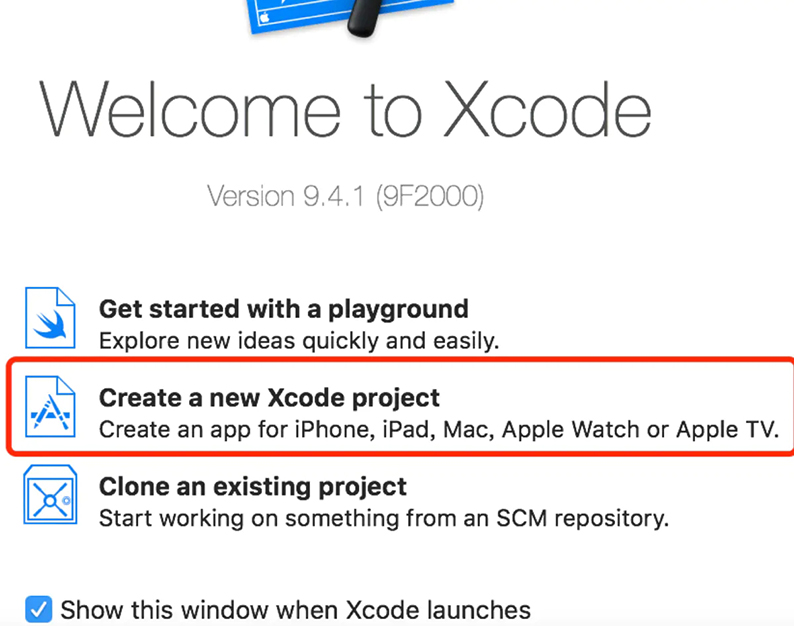 Welcome to Xcode
Version 9.4.1 (9F2000)
Get started with a playground
Explore new ideas quickly and easily.
Create a new Xcode project
Create an app for iPhone, iPad, Mac, Apple Watch or Apple TV.
Clone an existing project
Start working on something from an SCM repository.
Show this window when Xcode launches